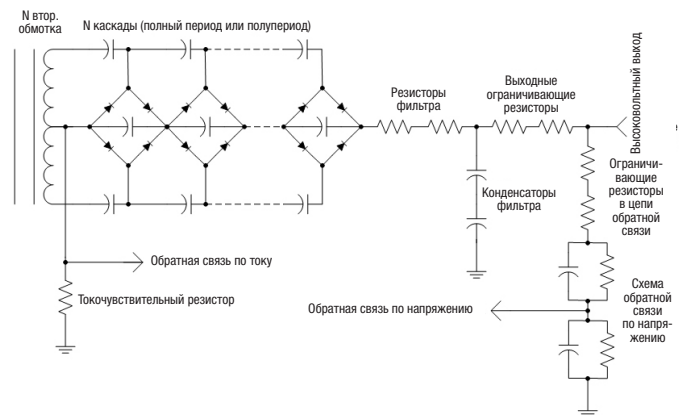 N втор.
обмотка
N каскады (полный период или полупериод)
Резисторы
фильтра
Выходные
ограничивающие
резисторы
Высоковольтный выход
Конденсаторы
фильтра
Ограничи-
вающие
резисторы
в цепи
обратной
связи
Обратная связь по току
Токочувствительный резистор
Обратная связь по напряжению
Схема
обратной
связи
по напря-
жению